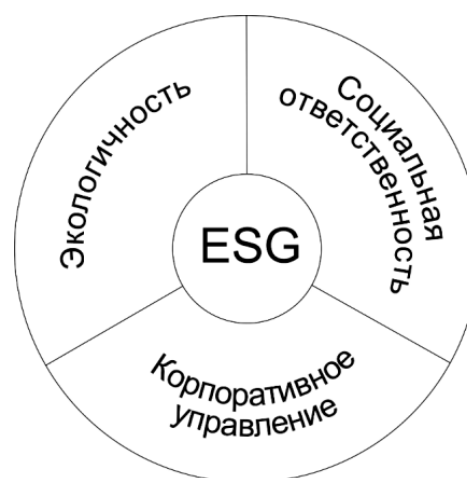 Экологичность
Социальная
ответственность
ESG
Корпоративное
управление